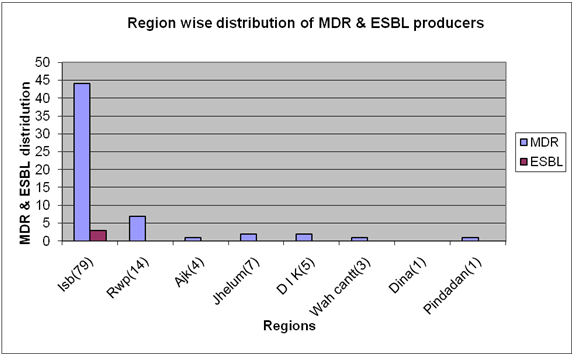 Region wise distribution of MDR & ESBL producers
MDR & ESBL distridution
50
45
40
35
30
25
20
15
10
5
0
Isb(79)
Rwp(14)
Ajk(4)
Jhelum(7)
D I K(5)
Wah cantt(3)
Dina(1)
Pindadan(1)
Regions
MDR
ESBL